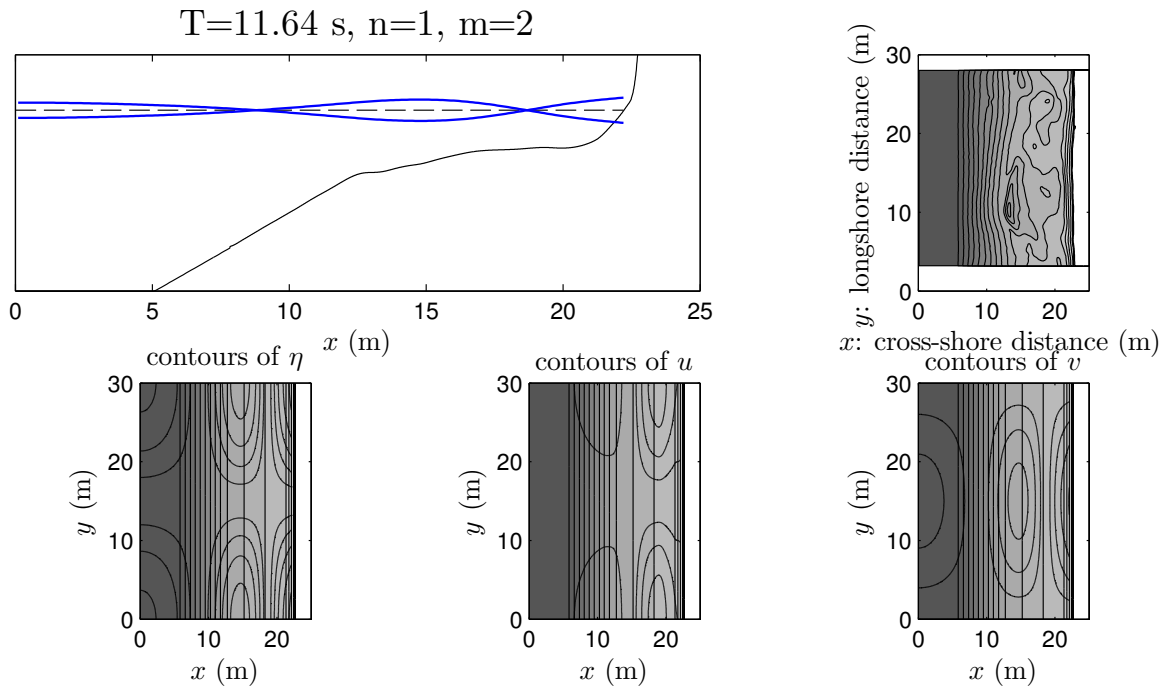 T=11.64 s, n=1, m=2
0 5 10 15 20 25
x (m)
30
20
10
0
y: longshore distance (m)
0 10 20
x: cross-shore distance (m)
contours of η
30
20
10
0
y (m)
0 10 20
x (m)
contours of u
30
20
10
0
y (m)
0 10 20
x (m)
contours of v
30
20
10
0
y (m)
0 10 20
x (m)